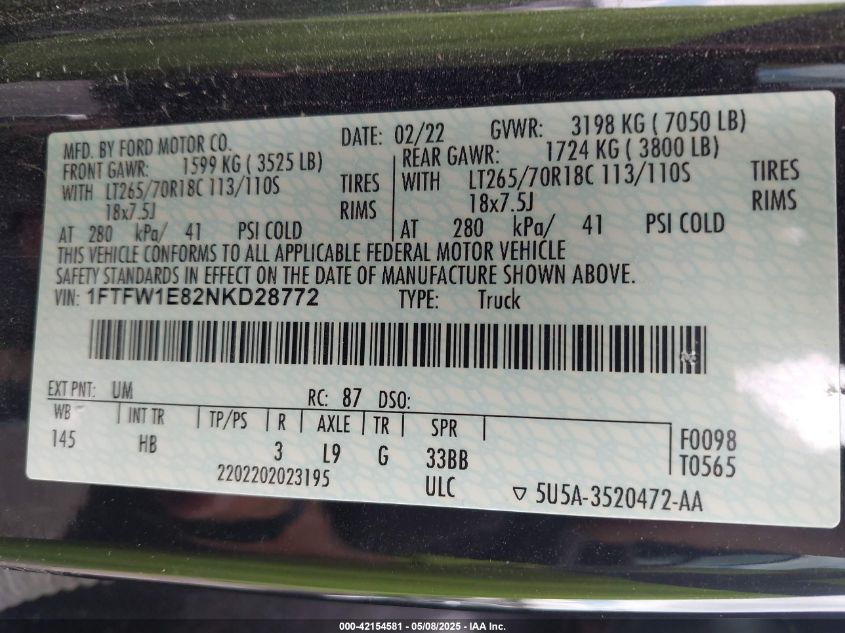 MFD. BY FORD MOTOR CO. DATE: 02/22 GVWR: 3198 KG ( 7050 LB)
FRONT GAWR: 1599 KG ( 3525 LB) REAR GAWR: 1724 KG ( 3800 LB)
WITH LT265/70R18C 113/110S TIRES WITH LT265/70R18C 113/110S TIRES
18x7.5J RIMS 18x7.5J RIMS
AT 280 kPa/ 41 PSI COLD AT 280 kPa/ 41 PSI COLD
THIS VEHICLE CONFORMS TO ALL APPLICABLE FEDERAL MOTOR VEHICLE
SAFETY STANDARDS IN EFFECT ON THE DATE OF MANUFACTURE SHOWN ABOVE.
VIN: 1FTFW1E82NKD28772 TYPE: Truck
EXT PNT: UM RC: 87 DSO:
WB INT TR TP/PS R AXLE TR SPR
145 HB 3 L9 G 33BB
F0098
T0565
2202202023195 ULC 5U5A-3520472-AA
000-42154581 - 05/08/2025 - IAA Inc.